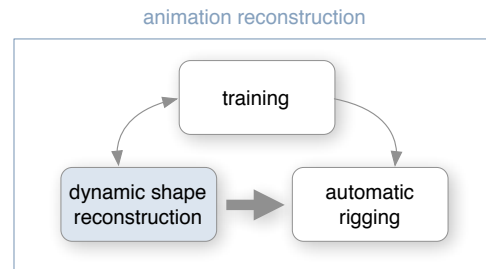 animation reconstruction
training
dynamic shape
reconstruction
automatic
rigging